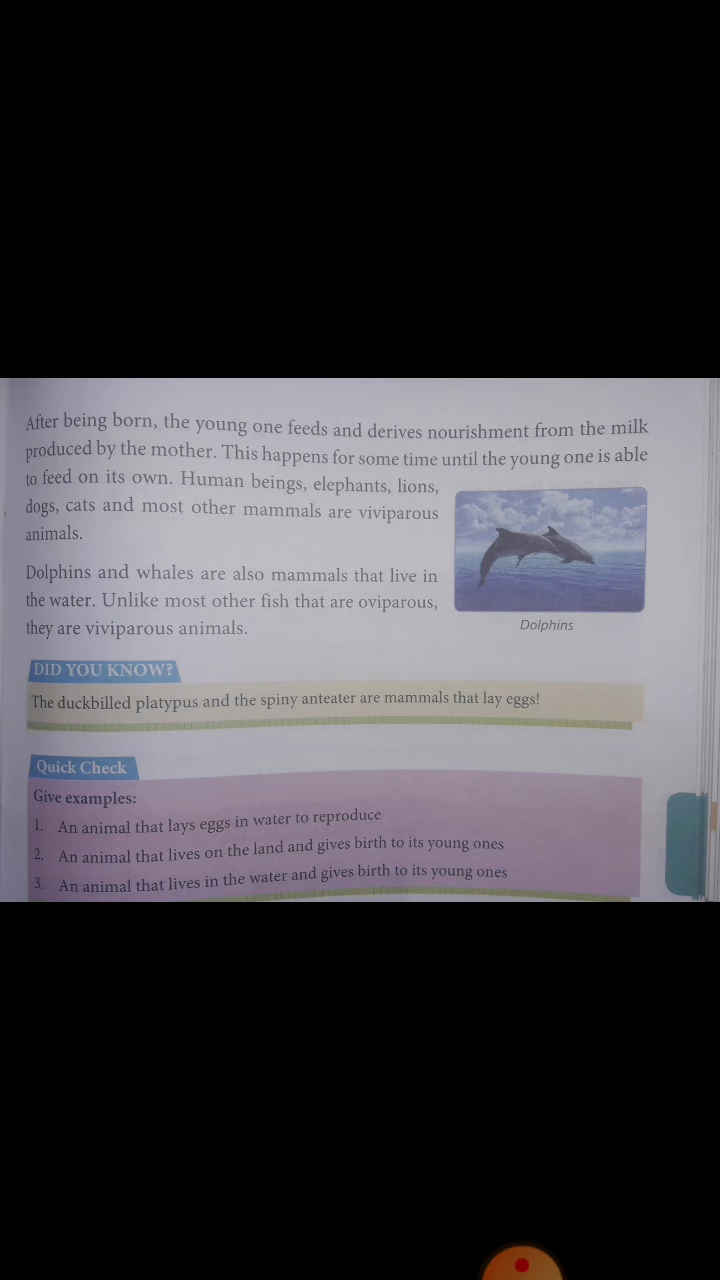 After being born, the young one feeds and derives nourishment from the milk
produced by the mother. This happens for some time until the young one is able
to feed on its own. Human beings, elephants, lions,
dogs, cats and most other mammals are viviparous
animals.
Dolphins and whales are also mammals that live in
the water. Unlike most other fish that are oviparous,
they are viviparous animals.
Dolphins
DID YOU KNOW?
The duckbilled platypus and the spiny anteater are mammals that lay eggs!
Quick Check
Give examples:
1. An animal that lays eggs in water to reproduce
2. An animal that lives on the land and gives birth to its young ones
3. An animal that lives in the water and gives birth to its young ones